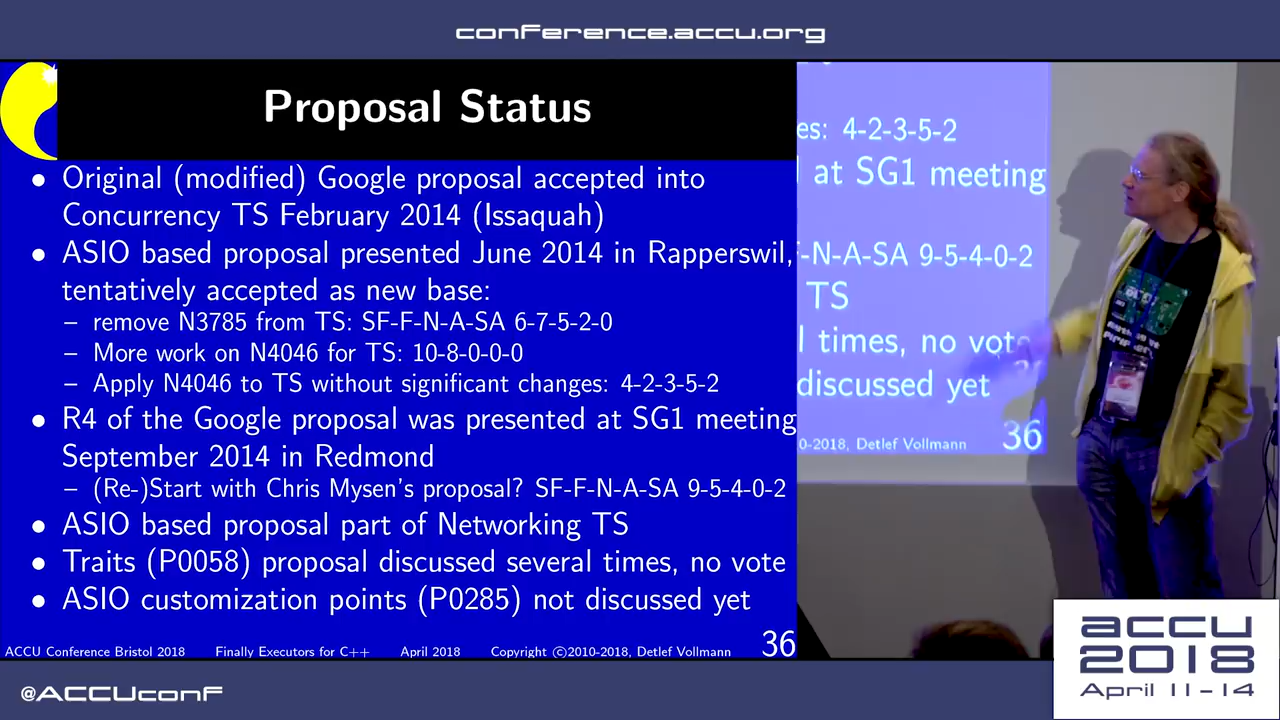 conference.accu.org
Proposal Status
• Original (modified) Google proposal accepted into
Concurrency TS February 2014 (Issaquah)
• ASIO based proposal presented June 2014 in Rapperswil,
tentatively accepted as new base:
– remove N3785 from TS: SF-F-N-A-SA 6-7-5-2-0
– More work on N4046 for TS: 10-8-0-0-0
– Apply N4046 to TS without significant changes: 4-2-3-5-2
• R4 of the Google proposal was presented at SG1 meeting
September 2014 in Redmond
– (Re-)Start with Chris Mysen's proposal? SF-F-N-A-SA 9-5-4-0-2
• ASIO based proposal part of Networking TS
• Traits (P0058) proposal discussed several times, no vote
• ASIO customization points (P0285) not discussed yet
ACCU Conference Bristol 2018 Finally Executors for C++ April 2018 Copyright ©2010-2018, Detlef Vollmann 36
es: 4-2-3-5-2
at SG1 meeting
-N-A-SA 9-5-4-0-2
TS
l times, no vote
discussed yet
0-2018, Detlef Vollmann 36
@ACCUconf
accu
2018
April 11-14